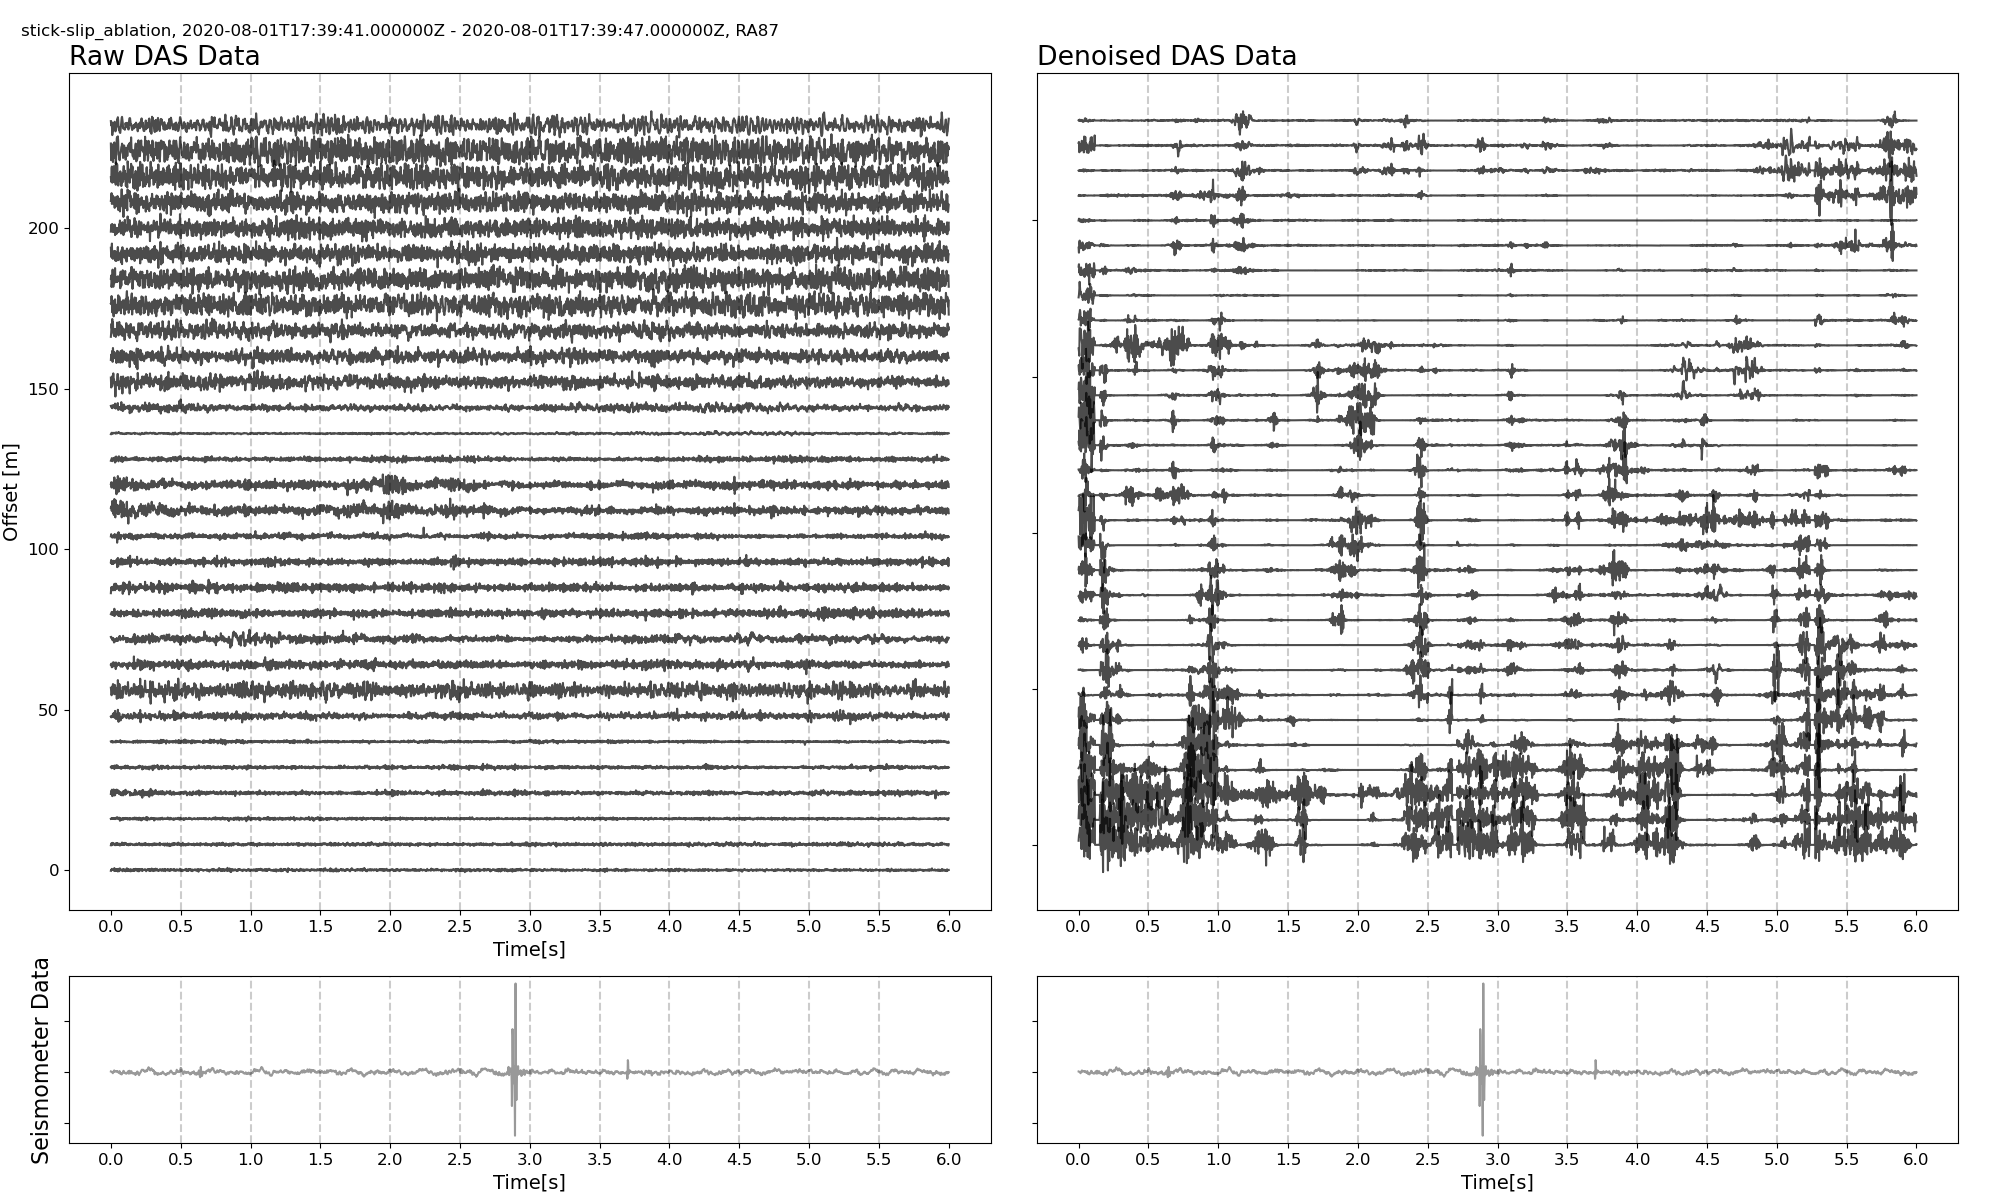 stick-slip_ablation, 2020-08-01T17:39:41.000000Z - 2020-08-01T17:39:47.000000Z, RA87
Raw DAS Data
Denoised DAS Data
Offset [m]
200
150
100
50
0
0.0 0.5 1.0 1.5 2.0 2.5 3.0 3.5 4.0 4.5 5.0 5.5 6.0
Time[s]
0.0 0.5 1.0 1.5 2.0 2.5 3.0 3.5 4.0 4.5 5.0 5.5 6.0
Seismometer Data
0.0 0.5 1.0 1.5 2.0 2.5 3.0 3.5 4.0 4.5 5.0 5.5 6.0
Time[s]
0.0 0.5 1.0 1.5 2.0 2.5 3.0 3.5 4.0 4.5 5.0 5.5 6.0
Time[s]